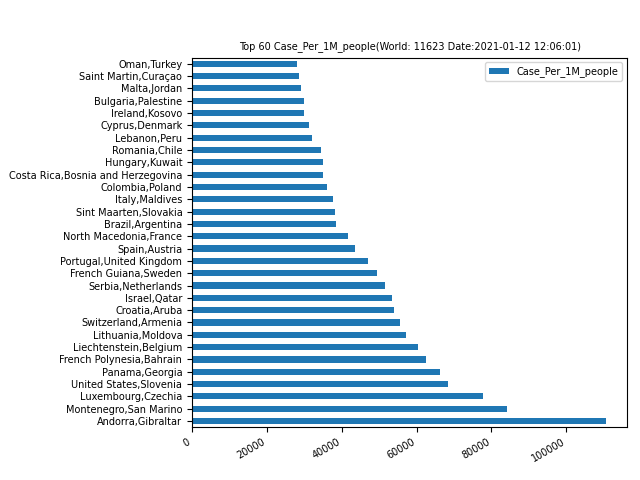 Top 60 Case_Per_1M_people(World: 11623 Date:2021-01-12 12:06:01)
Case_Per_1M_people
Oman,Turkey
Saint Martin,Curaçao
Malta,Jordan
Bulgaria,Palestine
Ireland,Kosovo
Cyprus,Denmark
Lebanon,Peru
Romania,Chile
Hungary,Kuwait
Costa Rica,Bosnia and Herzegovina
Colombia,Poland
Italy,Maldives
Sint Maarten,Slovakia
Brazil,Argentina
North Macedonia,France
Spain,Austria
Portugal,United Kingdom
French Guiana,Sweden
Serbia,Netherlands
Israel,Qatar
Croatia,Aruba
Switzerland,Armenia
Lithuania,Moldova
Liechtenstein,Belgium
French Polynesia,Bahrain
Panama,Georgia
United States,Slovenia
Luxembourg,Czechia
Montenegro,San Marino
Andorra,Gibraltar
0 20000 40000 60000 80000 100000